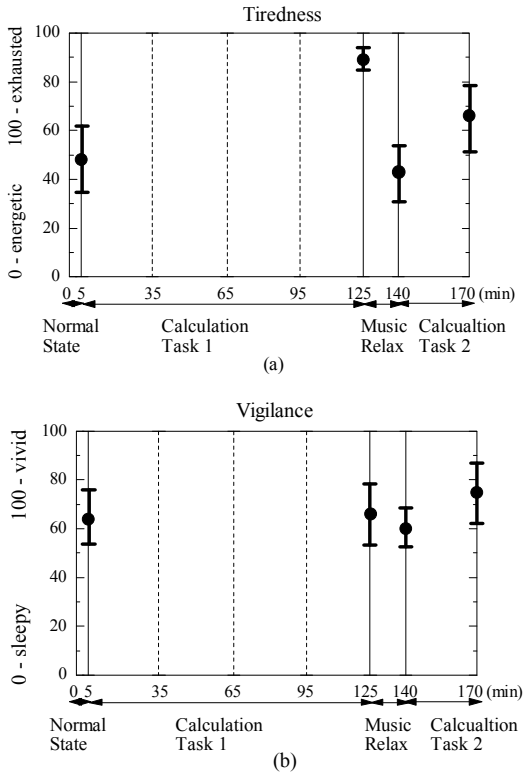 Tiredness
100 - exhausted
0 - energetic
100
80
60
40
20
0
0 5 35 65 95 125 140 170 (min)
Normal Calculation Music Calcualtion
State Task 1 Relax Task 2
(a)
Vigilance
100 - vivid
0 - sleepy
100
80
60
40
20
0
0 5 35 65 95 125 140 170 (min)
Normal Calculation Music Calcualtion
State Task 1 Relax Task 2
(b)